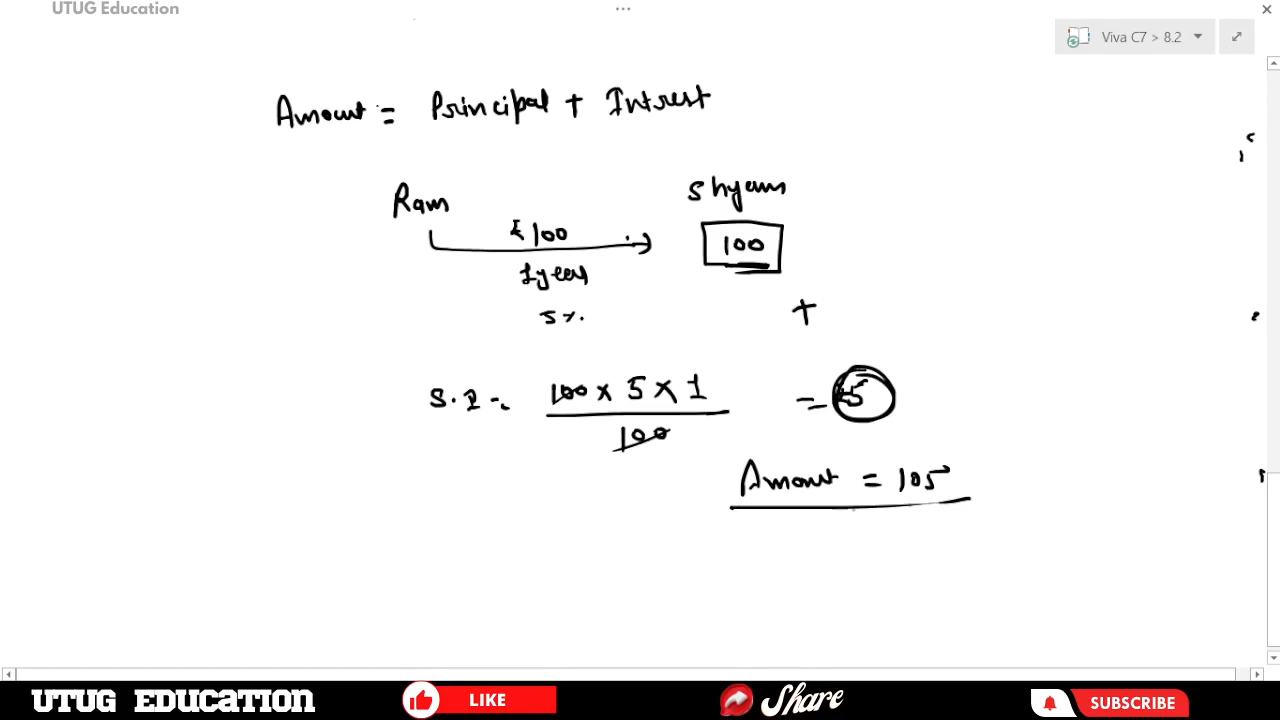 UTUG Education
Viva C7 > 8.2
Amount = Principal + Intrest
Ram
Shyam
₹100
100
1 year
5 %
+
S.I = 100 x 5 x 1 = ₹5
100
Amount = 105
UTUG EDUCATION LIKE Share SUBSCRIBE